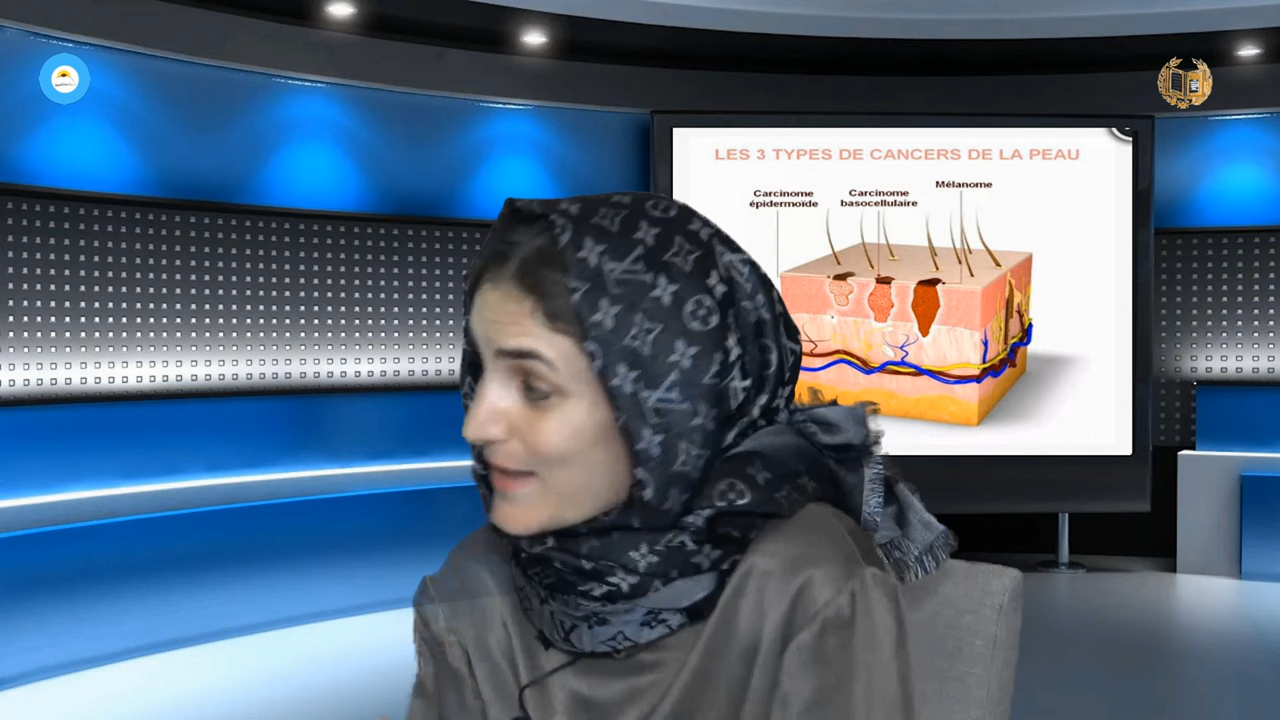 LES 3 TYPES DE CANCERS DE LA PEAU
Carcinome
épidermoïde
Carcinome
basocellulaire
Mélanome